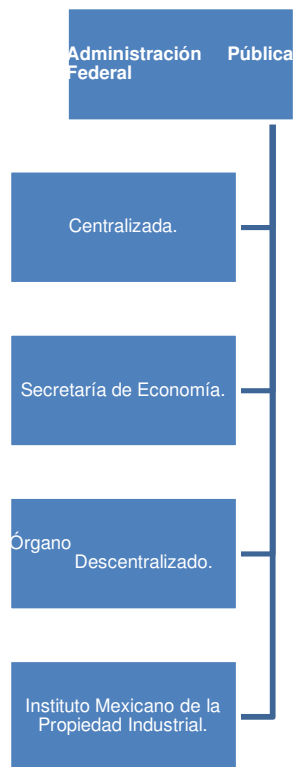 Administración Pública
Federal
Centralizada.
Secretaría de Economía.
Órgano
Descentralizado.
Instituto Mexicano de la
Propiedad Industrial.